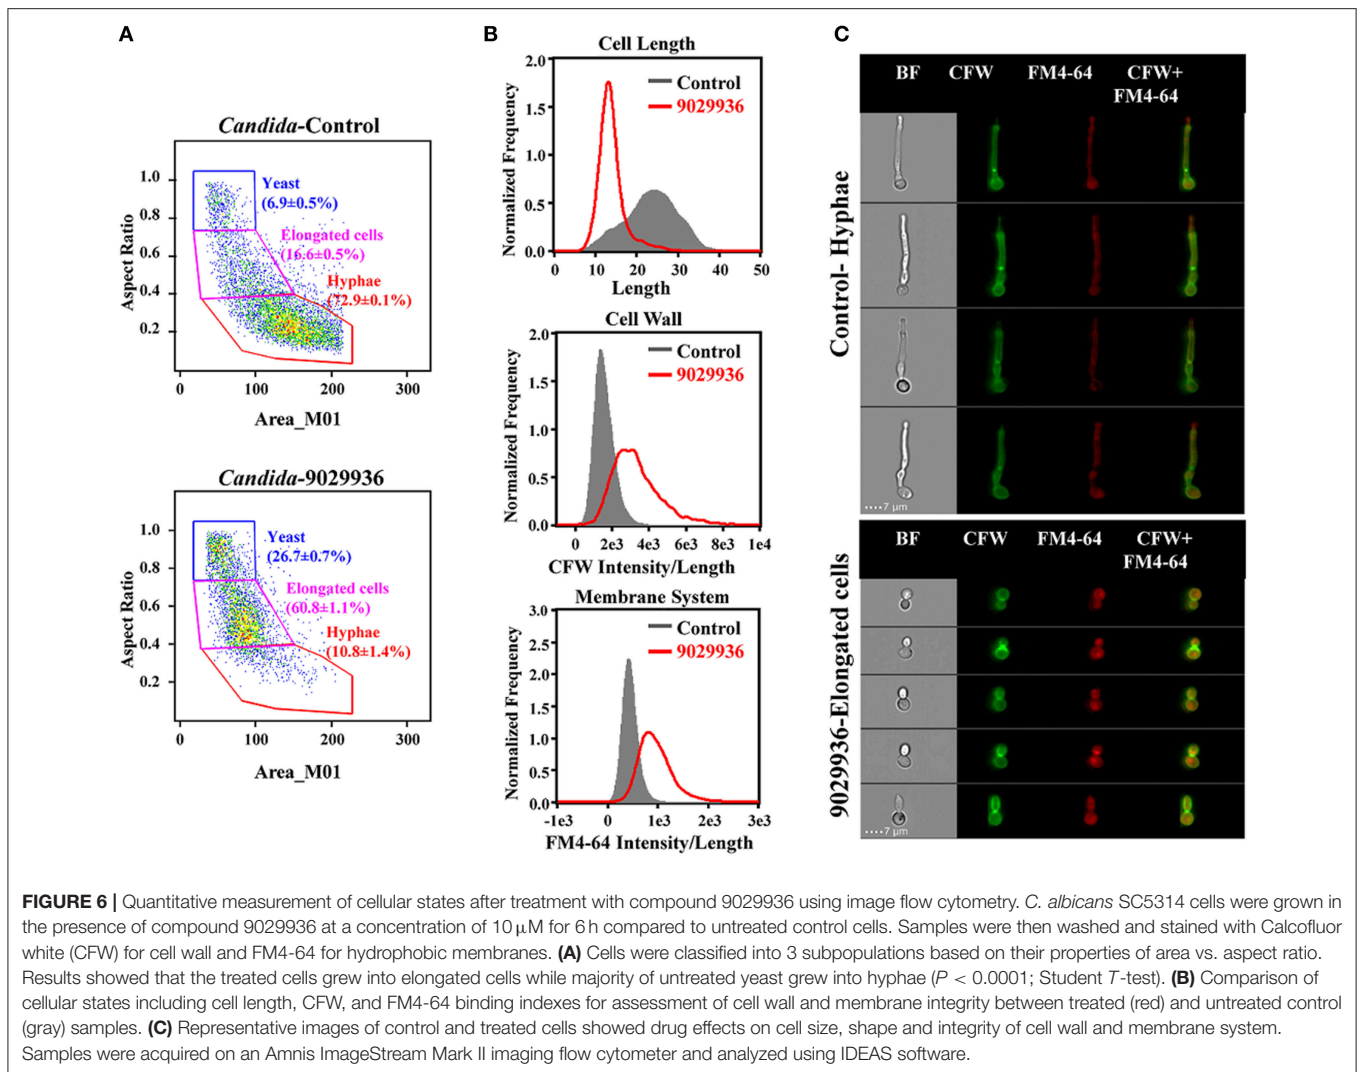 A
Candida-Control
Aspect Ratio
1.0
0.8
0.6
0.4
0.2
Yeast
(6.9±0.5%)
Elongated cells
(16.6±0.5%)
Hyphae
(72.9±0.1%)
0 100 200 300
Area_M01
Candida-9029936
Aspect Ratio
1.0
0.8
0.6
0.4
0.2
Yeast
(26.7±0.7%)
Elongated cells
(60.8±1.1%)
Hyphae
(10.8±1.4%)
0 100 200 300
Area_M01
B
Cell Length
Normalized Frequency
2.0
1.5
1.0
0.5
0.0
Control
9029936
0 10 20 30 40 50
Length
Cell Wall
Normalized Frequency
2.0
1.5
1.0
0.5
0.0
Control
9029936
0 2e3 4e3 6e3 8e3 1e4
CFW Intensity/Length
Membrane System
Normalized Frequency
3.0
2.5
2.0
1.5
1.0
0.5
0.0
Control
9029936
-1e3 0 1e3 2e3 3e3
FM4-64 Intensity/Length
C
Control- Hyphae
BF CFW FM4-64 CFW+
FM4-64
7 µm
9029936-Elongated cells
BF CFW FM4-64 CFW+
FM4-64
7 µm
FIGURE 6 | Quantitative measurement of cellular states after treatment with compound 9029936 using image flow cytometry. C. albicans SC5314 cells were grown in
the presence of compound 9029936 at a concentration of 10 µM for 6 h compared to untreated control cells. Samples were then washed and stained with Calcofluor
white (CFW) for cell wall and FM4-64 for hydrophobic membranes. (A) Cells were classified into 3 subpopulations based on their properties of area vs. aspect ratio.
Results showed that the treated cells grew into elongated cells while majority of untreated yeast grew into hyphae (P < 0.0001; Student T-test). (B) Comparison of
cellular states including cell length, CFW, and FM4-64 binding indexes for assessment of cell wall and membrane integrity between treated (red) and untreated control
(gray) samples. (C) Representative images of control and treated cells showed drug effects on cell size, shape and integrity of cell wall and membrane system.
Samples were acquired on an Amnis ImageStream Mark II imaging flow cytometer and analyzed using IDEAS software.